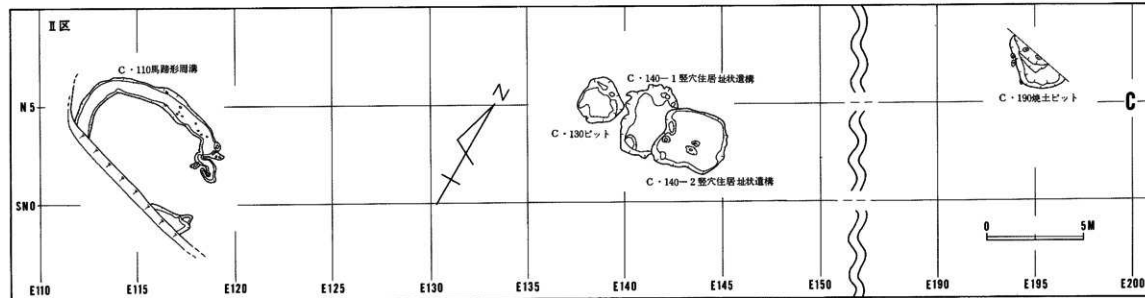 II区
C・110馬蹄形周溝
C・140-1竪穴住居址状遺構
C・190焼土ピット
N5
C・130ピット
C
N
C・140-2竪穴住居址状遺構
SN0
0 5M
E110 E115 E120 E125 E130 E135 E140 E145 E150 E190 E195 E200